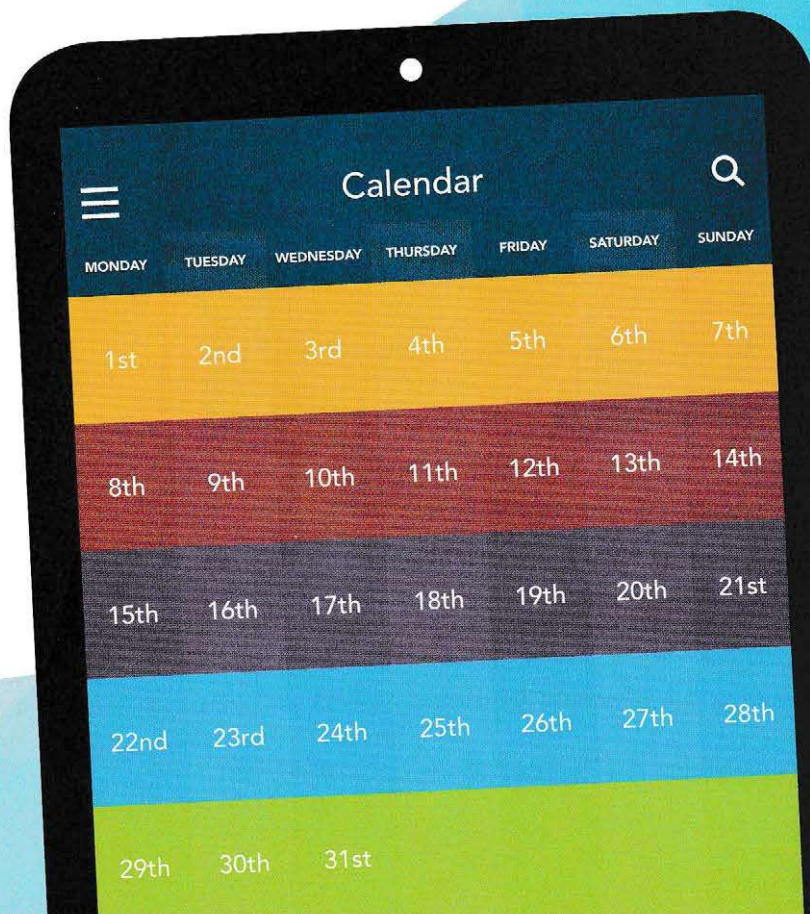 Calendar
MONDAY TUESDAY WEDNESDAY THURSDAY FRIDAY SATURDAY SUNDAY
1st 2nd 3rd 4th 5th 6th 7th
8th 9th 10th 11th 12th 13th 14th
15th 16th 17th 18th 19th 20th 21st
22nd 23rd 24th 25th 26th 27th 28th
29th 30th 31st